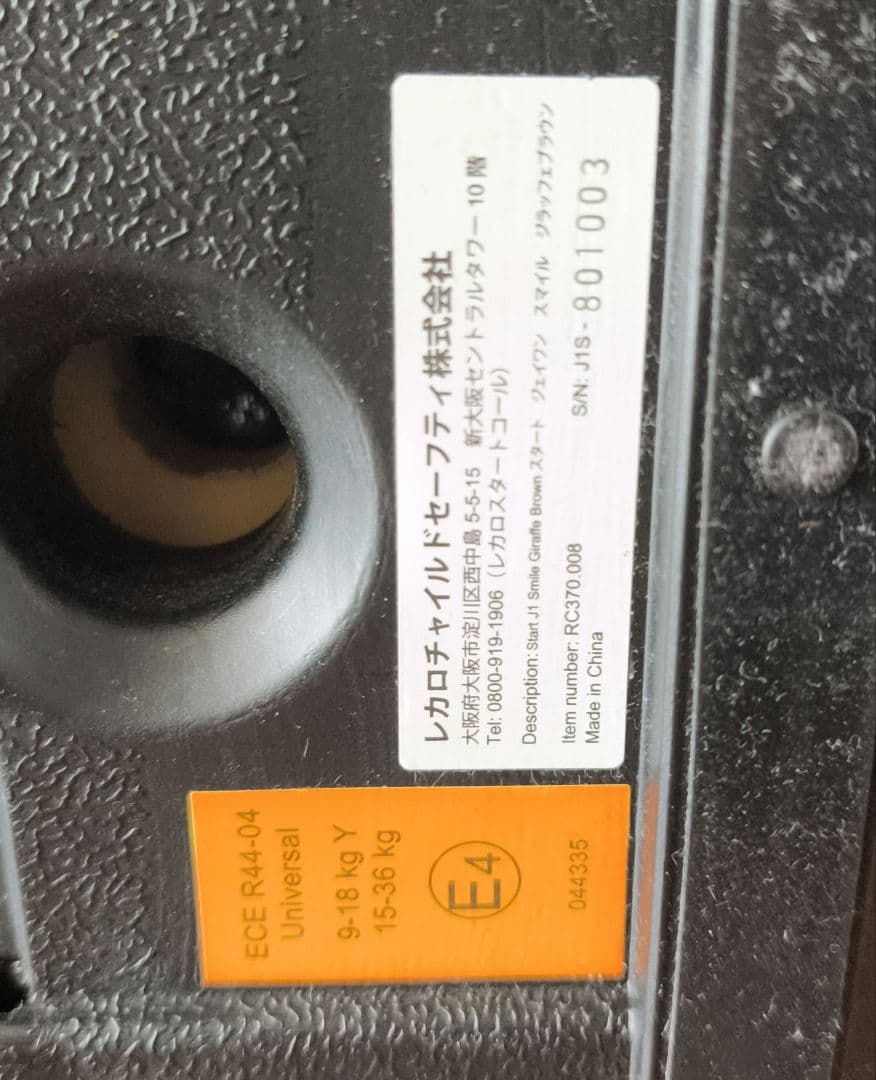 レカロチャイルドセーフティ株式会社
大阪府大阪市淀川区西中島 5-5-15　新大阪セントラルタワー 10 階
Tel: 0800-919-1906（レカロスタートコール）
Description: Start J1 Smile Giraffe Brown スタート　ジェイワン　スマイル　ジラッフェブラウン
Item number: RC370.008　S/N: J1S - 801003
Made in China
ECE R44-04
Universal
9-18 kg Y
15-36 kg
E4
044335